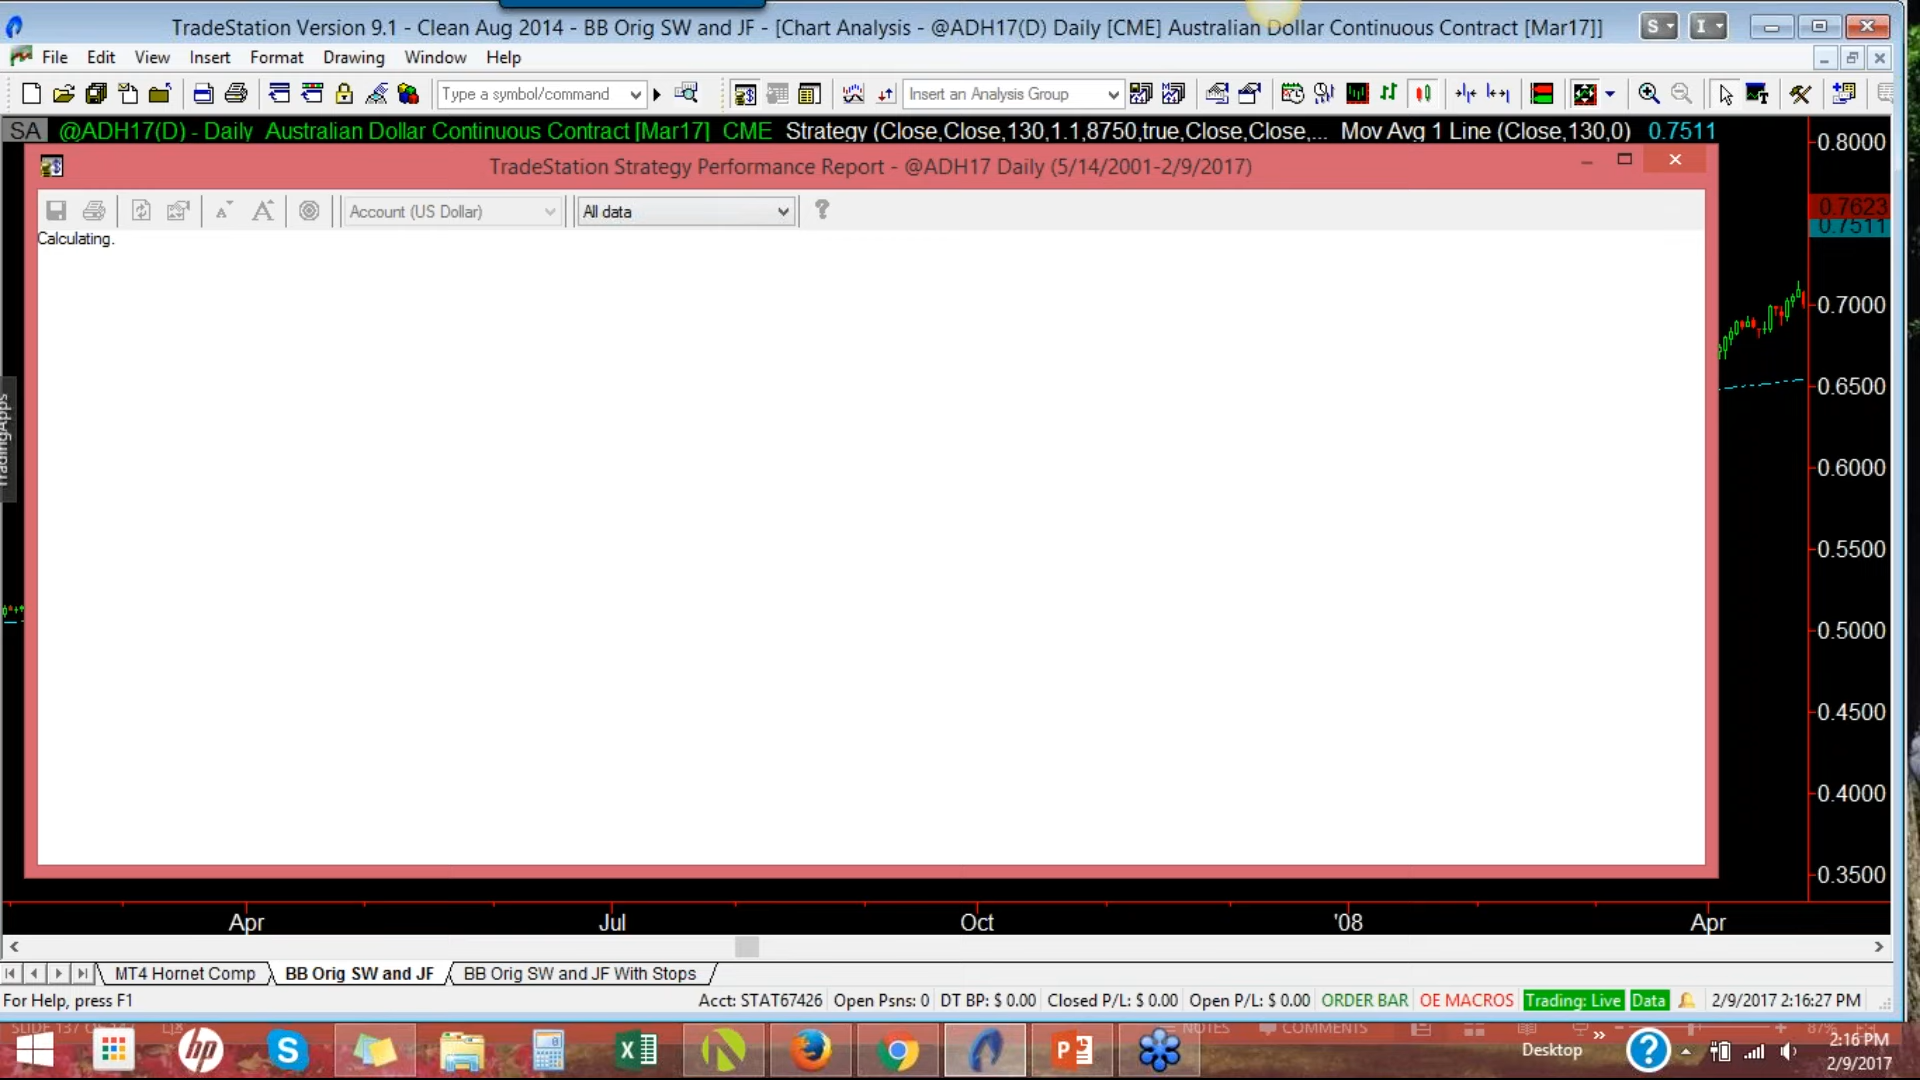 TradeStation Version 9.1 - Clean Aug 2014 - BB Orig SW and JF - [Chart Analysis - @ADH17(D) Daily [CME] Australian Dollar Continuous Contract [Mar17]]
S I
File Edit View Insert Format Drawing Window Help
Type a symbol/command Insert an Analysis Group
SA @ADH17(D) - Daily Australian Dollar Continuous Contract [Mar17] CME Strategy (Close,Close,130,1.1,8750,true,Close,Close,... Mov Avg 1 Line (Close,130,0) 0.7511
0.8000
TradeStation Strategy Performance Report - @ADH17 Daily (5/14/2001-2/9/2017)
0.7623
0.7511
Account (US Dollar) All data
Calculating.
0.7000
0.6500
TradingApps
0.6000
0.5500
0.5000
0.4500
0.4000
0.3500
Apr Jul Oct '08 Apr
MT4 Hornet Comp BB Orig SW and JF BB Orig SW and JF With Stops
For Help, press F1 Acct: STAT67426 Open Psns: 0 DT BP: $ 0.00 Closed P/L: $ 0.00 Open P/L: $ 0.00 ORDER BAR OE MACROS Trading: Live Data 2/9/2017 2:16:27 PM
NOTES COMMENTS 87%
Desktop
2:16 PM
2/9/2017